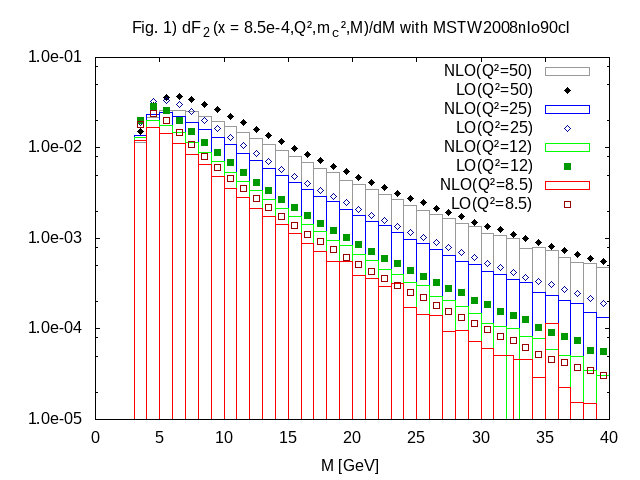 Fig. 1) dF₂(x = 8.5e-4,Q²,m꜀²,M)/dM with MSTW2008nlo90cl
1.0e-01
1.0e-02
1.0e-03
1.0e-04
1.0e-05
NLO(Q²=50)
LO(Q²=50)
NLO(Q²=25)
LO(Q²=25)
NLO(Q²=12)
LO(Q²=12)
NLO(Q²=8.5)
LO(Q²=8.5)
0 5 10 15 20 25 30 35 40
M [GeV]